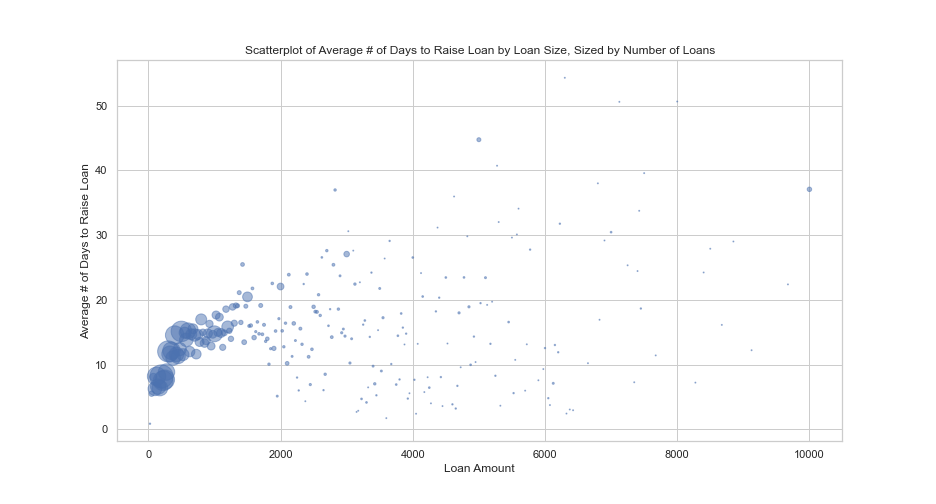 Scatterplot of Average # of Days to Raise Loan by Loan Size, Sized by Number of Loans
Average # of Days to Raise Loan
50
40
30
20
10
0
0 2000 4000 6000 8000 10000
Loan Amount